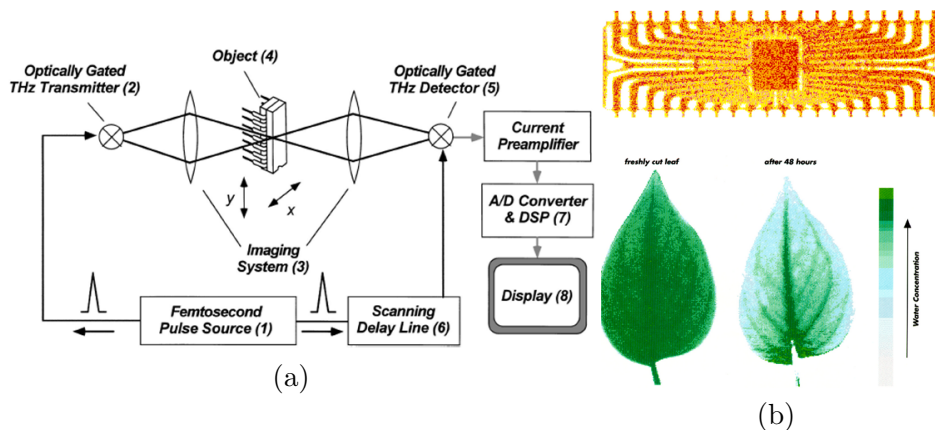 Object (4)
Optically Gated
THz Transmitter (2)
Optically Gated
THz Detector (5)
Current
Preamplifier
y
x
A/D Converter
& DSP (7)
Imaging
System (3)
Display (8)
Femtosecond
Pulse Source (1)
Scanning
Delay Line (6)
(a)
freshly cut leaf
after 48 hours
Water Concentration
(b)